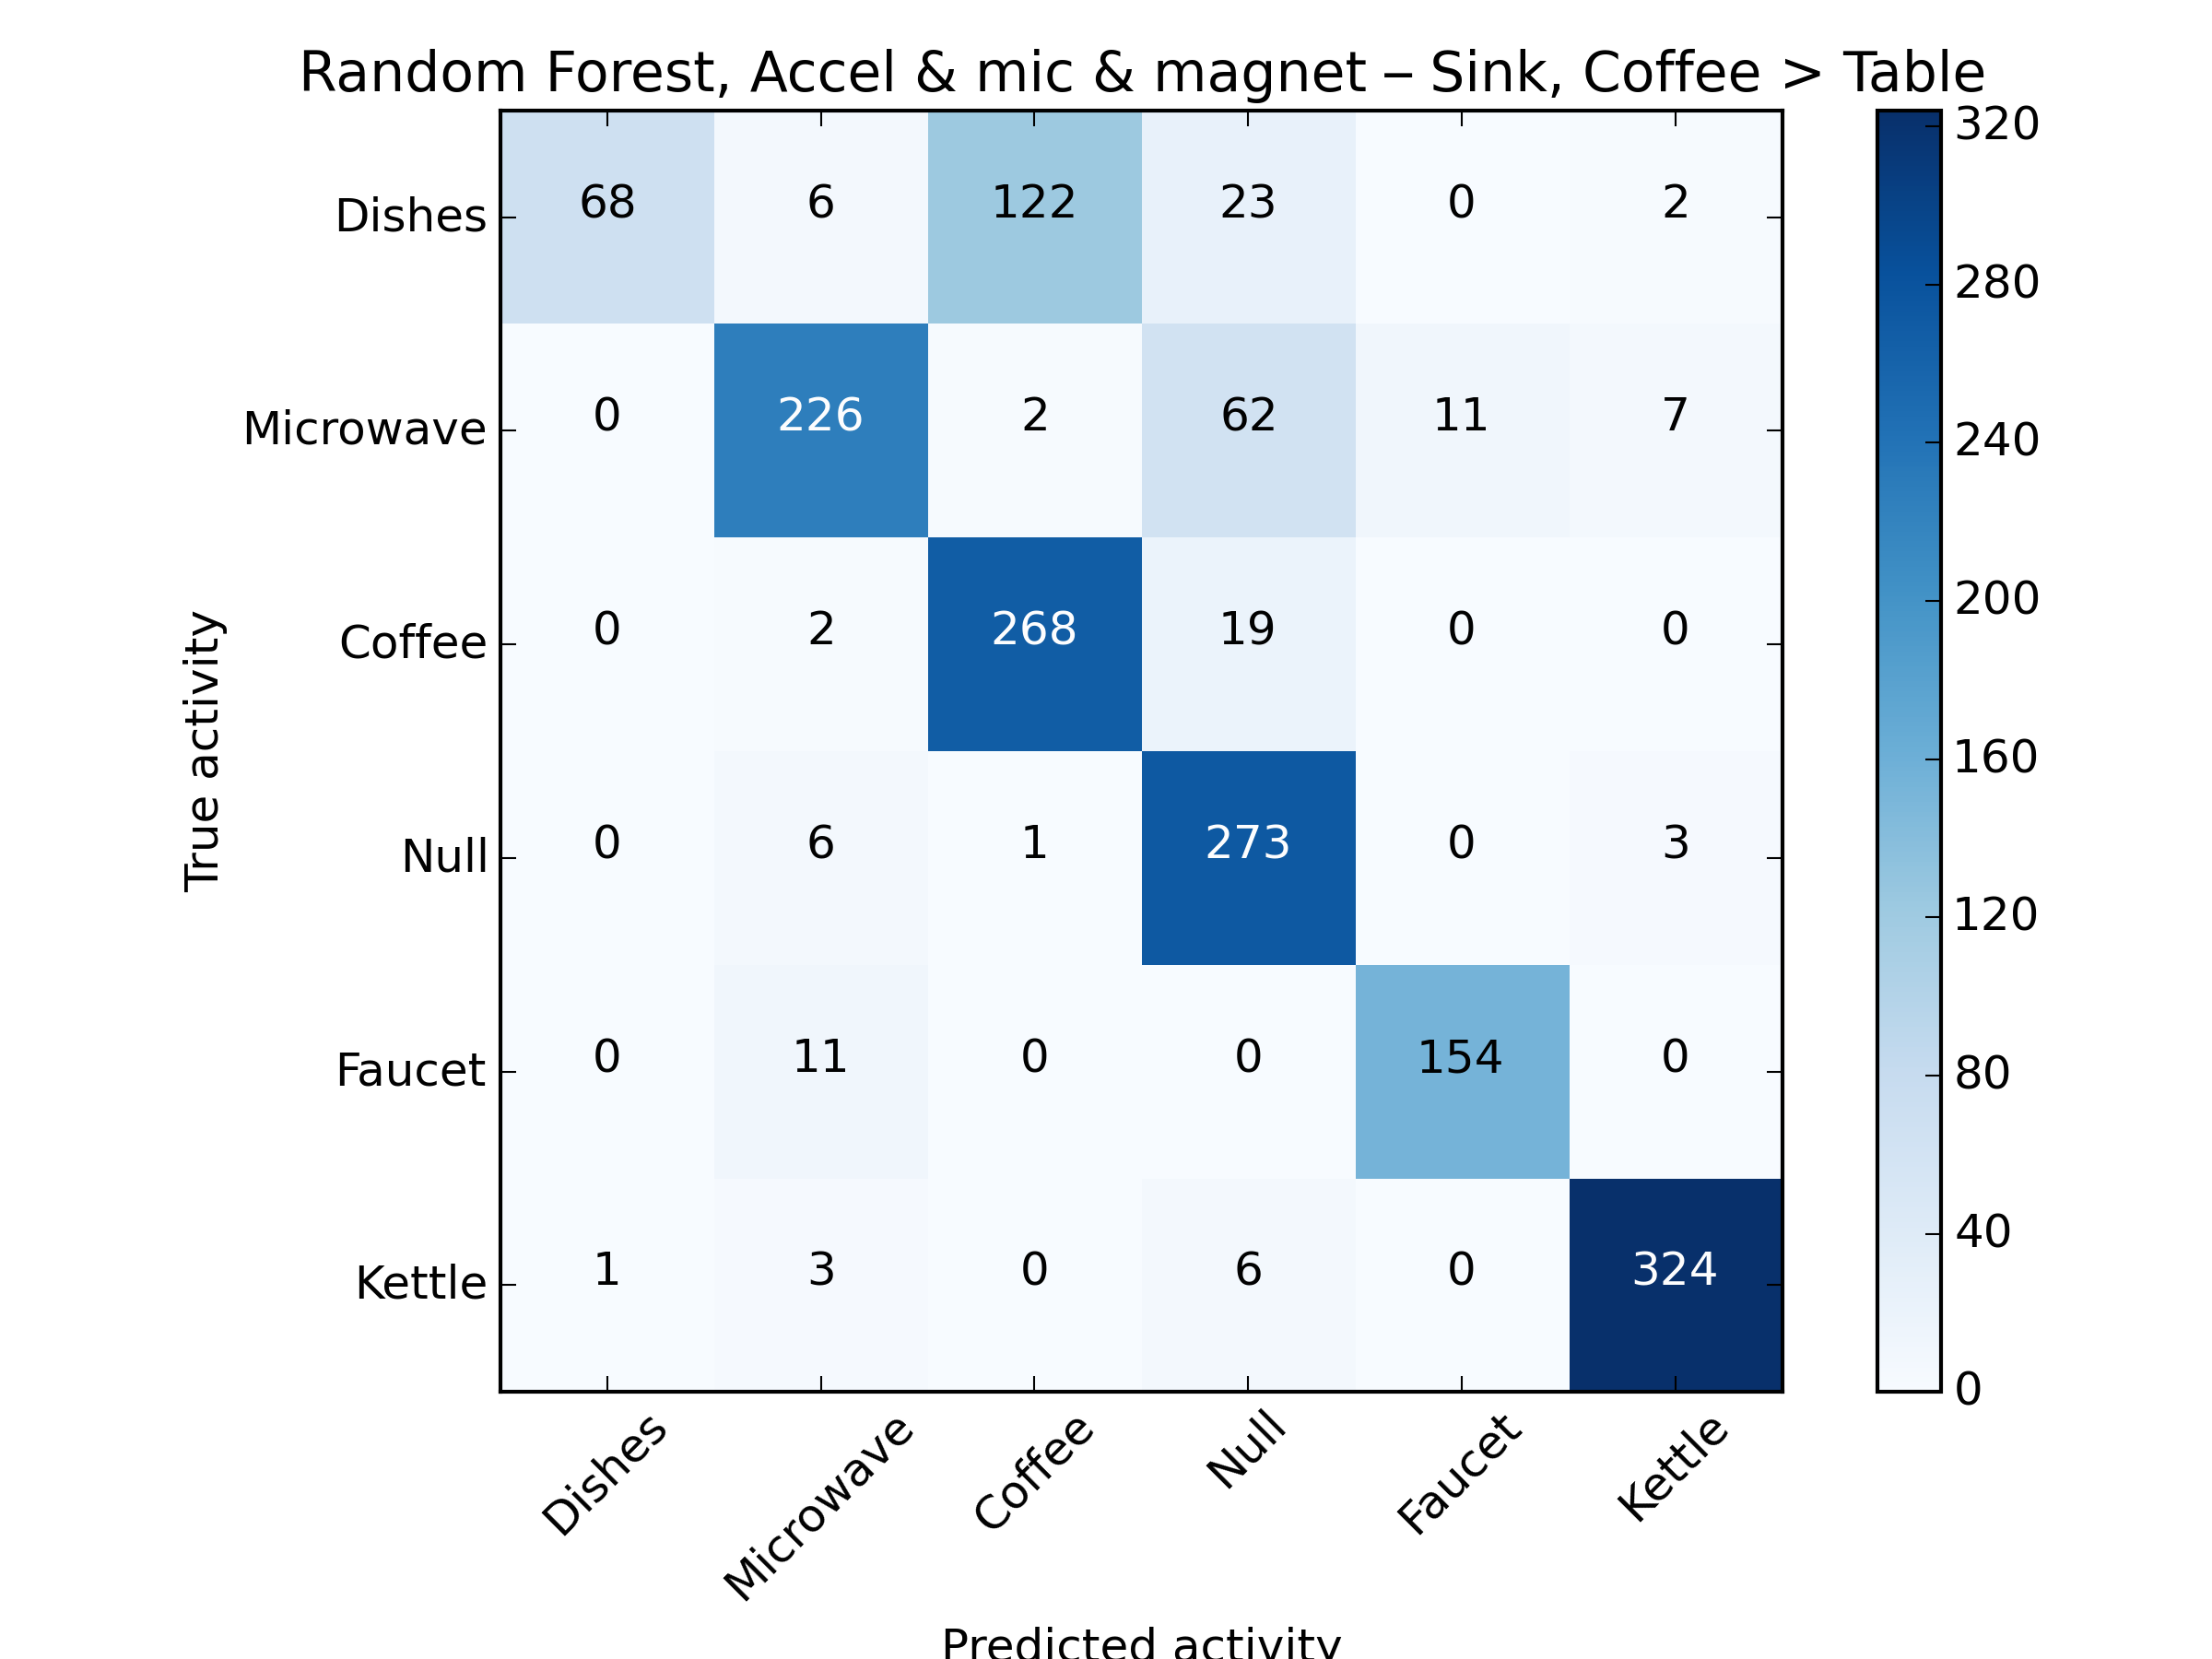 Random Forest, Accel & mic & magnet – Sink, Coffee > Table
320
Dishes 68 6 122 23 0 2
280
Microwave 0 226 2 62 11 7
240
200
Coffee 0 2 268 19 0 0
True activity
160
Null 0 6 1 273 0 3
120
Faucet 0 11 0 0 154 0
80
40
Kettle 1 3 0 6 0 324
0
Dishes Microwave Coffee Null Faucet Kettle
Predicted activity